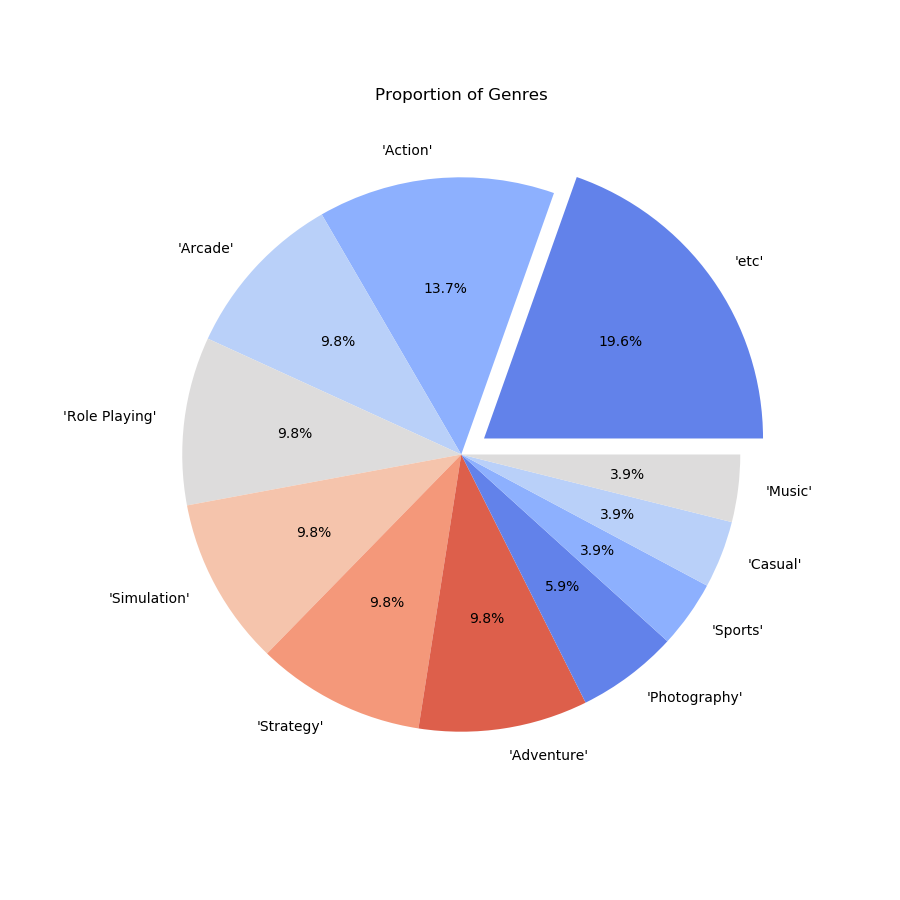 Proportion of Genres
'Action'
'etc'
'Arcade'
13.7%
19.6%
9.8%
'Role Playing'
9.8%
3.9%
'Music'
3.9%
9.8%
3.9%
'Casual'
5.9%
'Simulation'
9.8%
9.8%
'Sports'
'Photography'
'Strategy'
'Adventure'